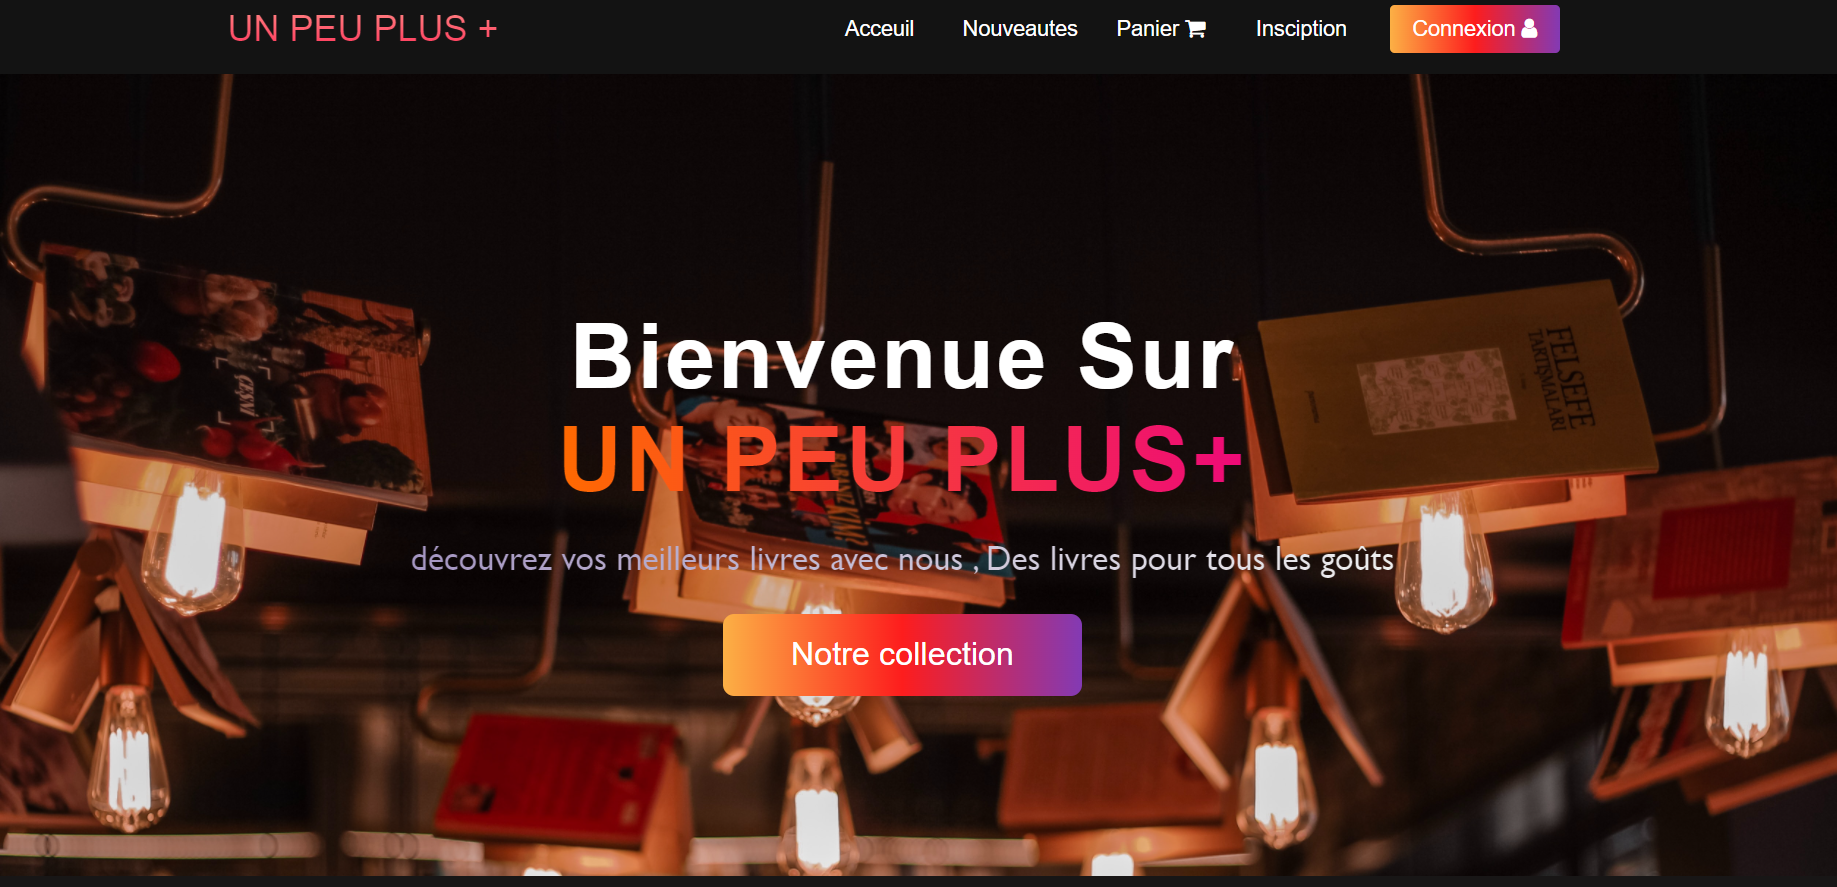 UN PEU PLUS +
Acceuil Nouveautes Panier Insciption Connexion
Bienvenue Sur
UN PEU PLUS+
découvrez vos meilleurs livres avec nous , Des livres pour tous les goûts
Notre collection
FELSEFE
TARTIŞMALARI